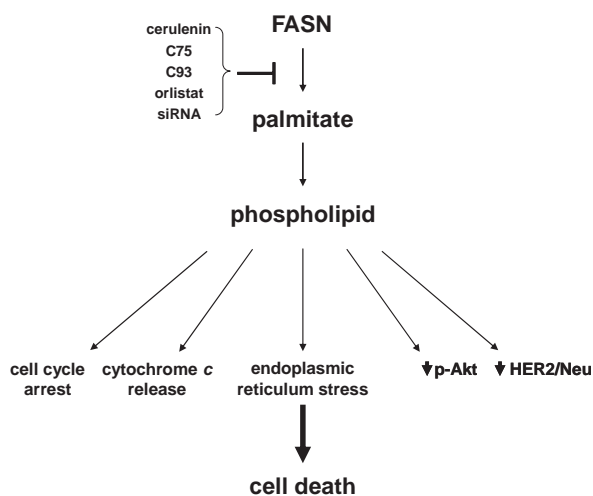 FASN
cerulenin
C75
C93
orlistat
siRNA
palmitate
phospholipid
cell cycle
arrest
cytochrome c
release
endoplasmic
reticulum stress
p-Akt
HER2/Neu
cell death